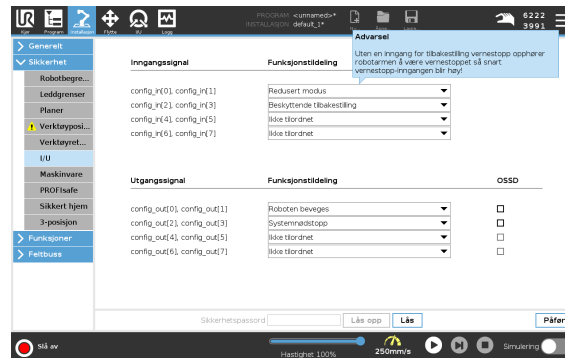 PROGRAM <unnamed>*
INSTALLASJON default_1*
6222
3991
Kjør Program Installasjon Flytte I/U Logg
Advarsel
Uten en inngang for tilbakestilling vernestopp opphører
robotarmen å være vernestoppet så snart
vernestopp-inngangen blir høy!
Generelt
Sikkerhet
Robotbegre...
Leddgrenser
Planer
Verktøyposi...
Verktøyret...
I/U
Maskinvare
PROFIsafe
Sikkert hjem
3-posisjon
Funksjoner
Feltbuss
Inngangssignal Funksjonstildeling
config_in[0], config_in[1] Redusert modus
config_in[2], config_in[3] Beskyttende tilbakestilling
config_in[4], config_in[5] Ikke tilordnet
config_in[6], config_in[7] Ikke tilordnet
Utgangssignal Funksjonstildeling OSSD
config_out[0], config_out[1] Roboten beveges
config_out[2], config_out[3] Systemnødstopp
config_out[4], config_out[5] Ikke tilordnet
config_out[6], config_out[7] Ikke tilordnet
Sikkerhetspassord Lås opp Lås Påfør
Slå av
Hastighet 100%
250mm/s
Simulering